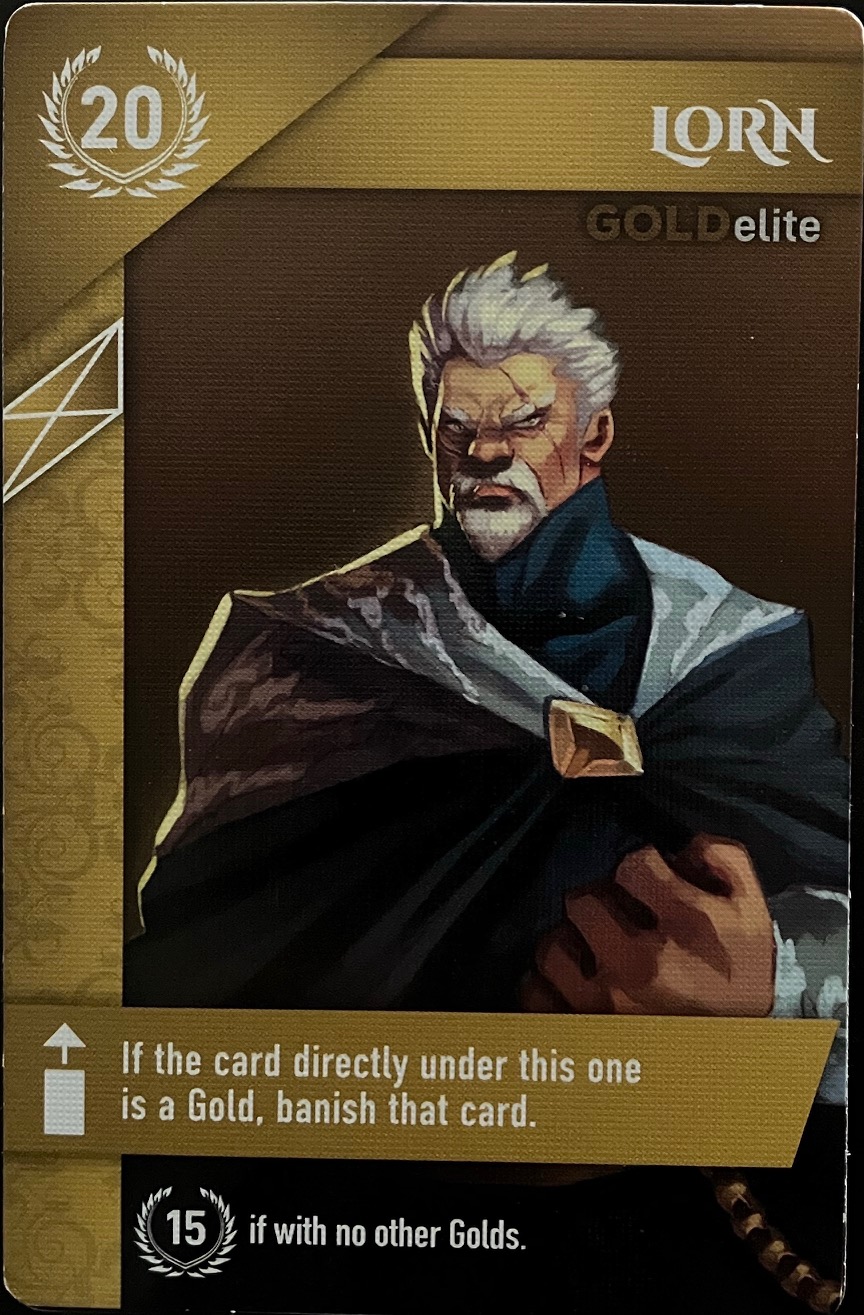 20
LORN
GOLDelite
If the card directly under this one
is a Gold, banish that card.
15 if with no other Golds.